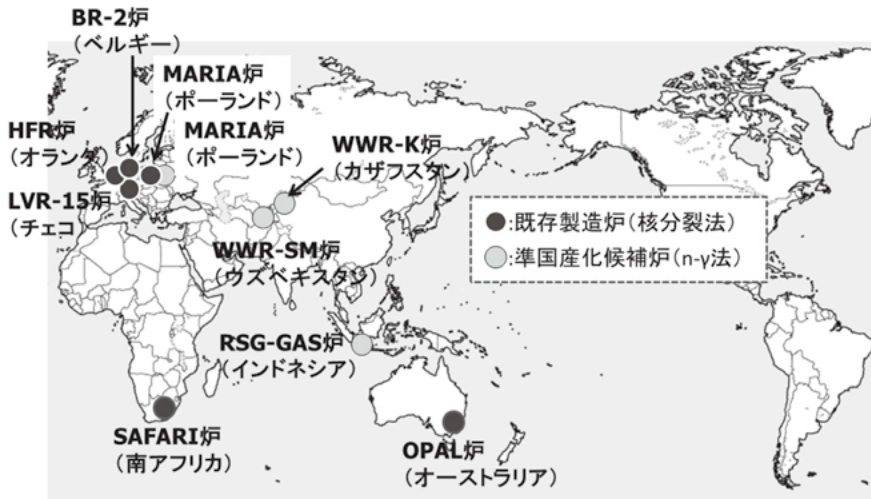 BR-2炉
（ベルギー）
MARIA炉
（ポーランド）
HFR炉
（オランダ）
MARIA炉
（ポーランド）
WWR-K炉
（カザフスタン）
LVR-15炉
（チェコ）
●:既存製造炉（核分裂法）
○:準国産化候補炉（n-γ法）
WWR-SM炉
（ウズベキスタン）
RSG-GAS炉
（インドネシア）
SAFARI炉
（南アフリカ）
OPAL炉
（オーストラリア）